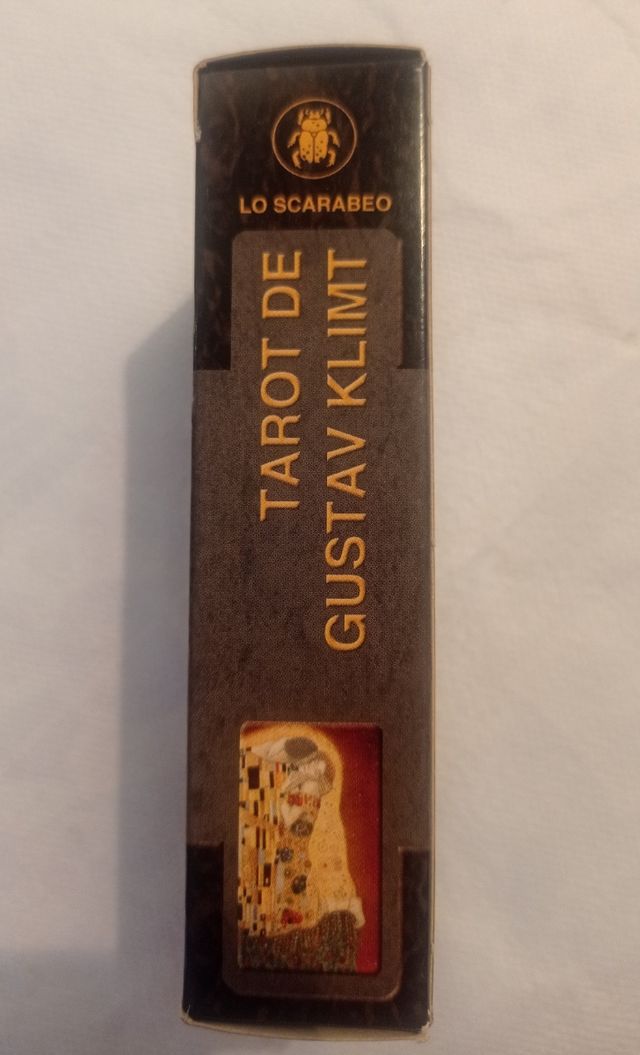 LO SCARABEO
TAROT DE
GUSTAV KLIMT